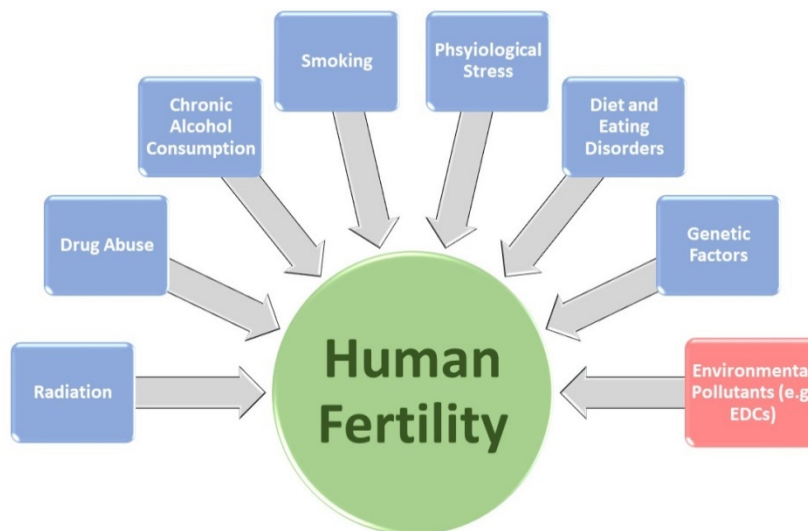 Smoking
Phsyiological
Stress
Chronic
Alcohol
Consumption
Diet and
Eating
Disorders
Drug Abuse
Genetic
Factors
Radiation
Environmenta
Pollutants (e.g
EDCs)
Human
Fertility